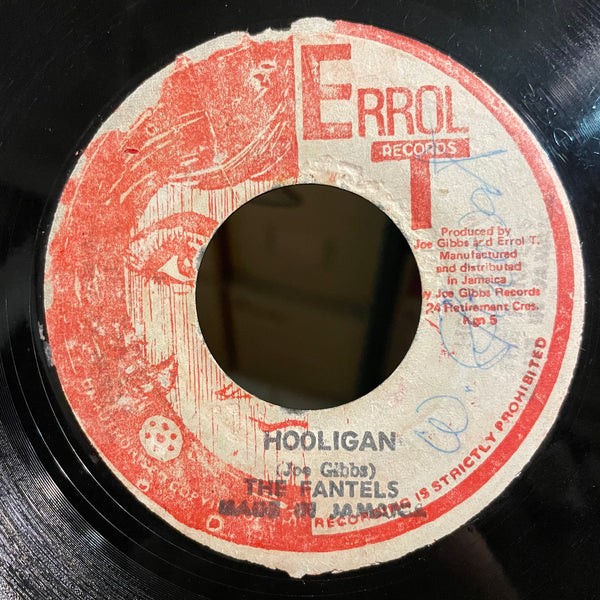 ERROL
RECORDS
T
Produced by
Joe Gibbs and Errol T.
Manufactured
and distributed
in Jamaica
by Joe Gibbs Records
24 Retirement Cres.
Kgn 5
HOOLIGAN
(Joe Gibbs)
THE FANTELS
MADE IN JAMAICA
IS STRICTLY PROHIBITED